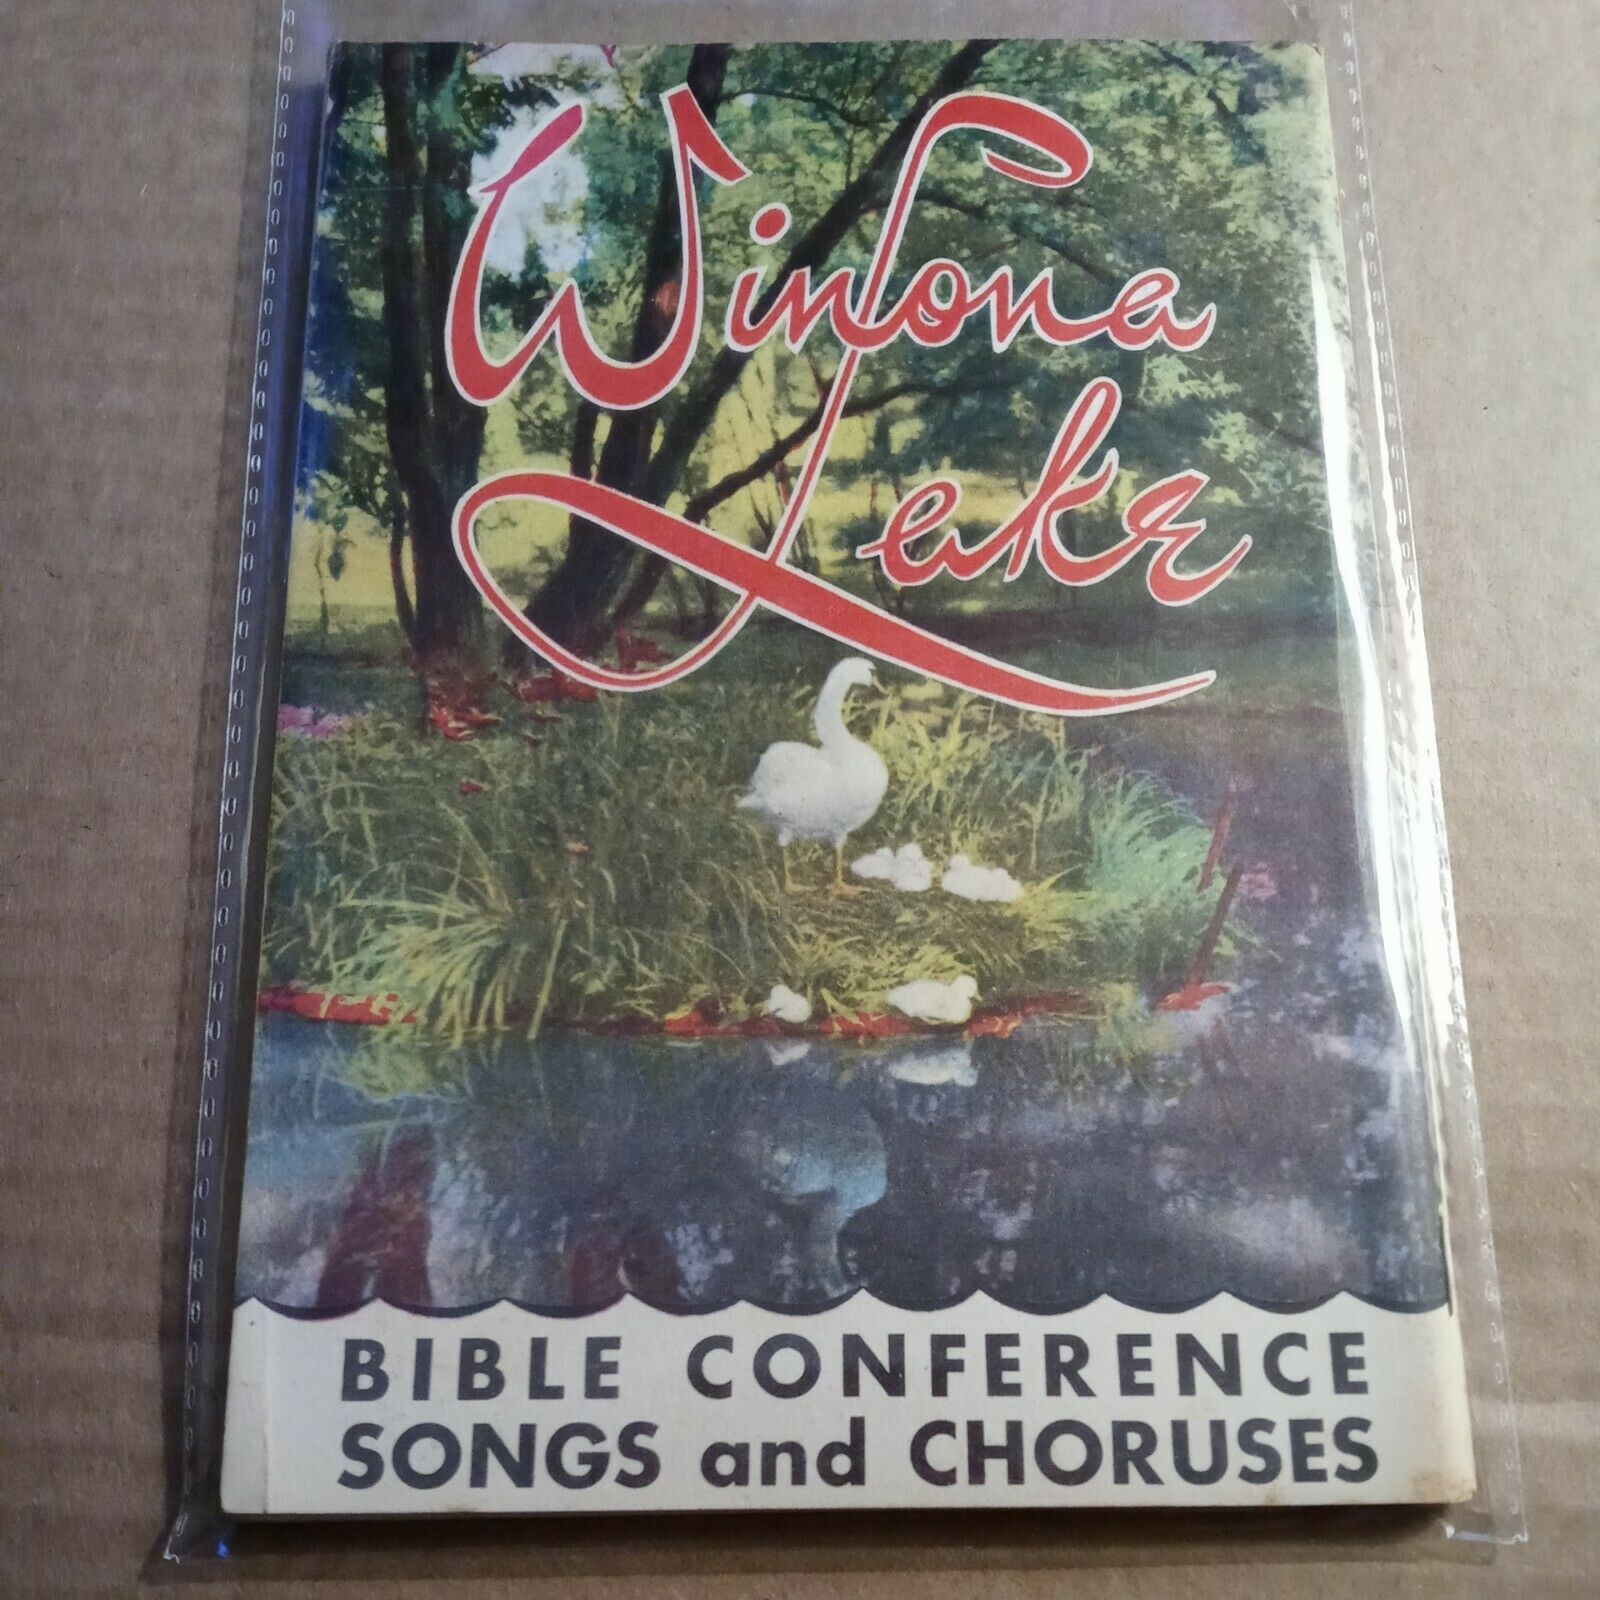 Winona
Lake
BIBLE CONFERENCE
SONGS and CHORUSES